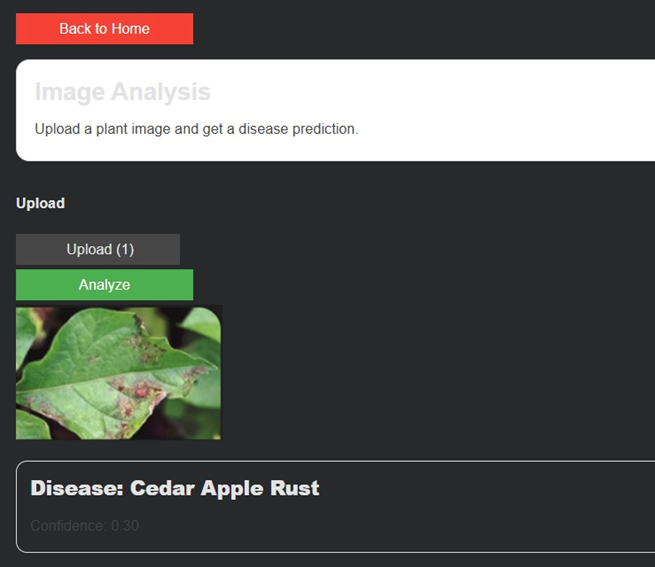 Back to Home
Image Analysis
Upload a plant image and get a disease prediction.
Upload
Upload (1)
Analyze
Disease: Cedar Apple Rust
Confidence: 0.30